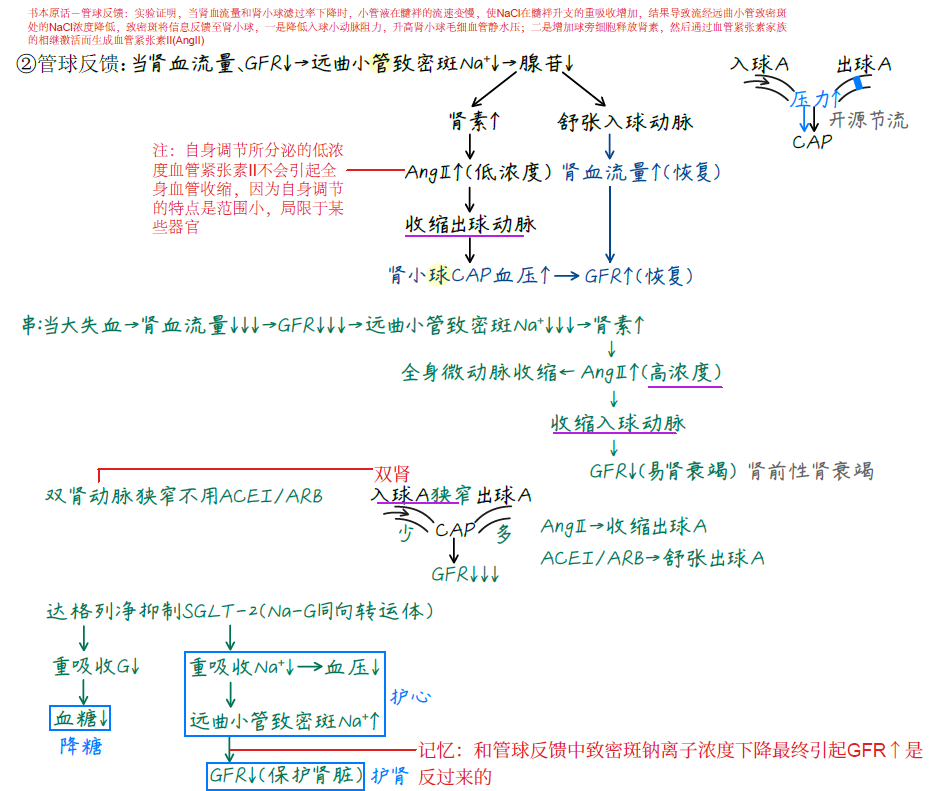 书本原话－管球反馈：实验证明，当肾血流量和肾小球滤过率下降时，小管液在髓袢的流速变慢，使NaCl在髓袢升支的重吸收增加，结果导致流经远曲小管致密斑
处的NaCl浓度降低，致密斑将信息反馈至肾小球，一是降低入球小动脉阻力，升高肾小球毛细血管静水压；二是增加球旁细胞释放肾素，然后通过血管紧张素家族
的相继激活而生成血管紧张素II(AngII)
②管球反馈：当肾血流量、GFR↓→远曲小管致密斑Na⁺↓→腺苷↓
入球A 出球A
压力↑
开源节流
CAP
肾素↑ 舒张入球动脉
注：自身调节所分泌的低浓
度血管紧张素II不会引起全
身血管收缩，因为自身调节
的特点是范围小，局限于某
些器官
AngⅡ↑(低浓度) 肾血流量↑(恢复)
收缩出球动脉
肾小球CAP血压↑→GFR↑(恢复)
串:当大失血→肾血流量↓↓↓→GFR↓↓↓→远曲小管致密斑Na⁺↓↓↓→肾素↑
↓
全身微动脉收缩←AngⅡ↑(高浓度)
↓
收缩入球动脉
↓
GFR↓(易肾衰竭) 肾前性肾衰竭
双肾
双肾动脉狭窄不用ACEI/ARB
入球A狭窄 出球A
少 CAP 多
GFR↓↓↓
AngⅡ→收缩出球A
ACEI/ARB→舒张出球A
达格列净抑制SGLT-2(Na-G同向转运体)
重吸收G↓ 重吸收Na⁺↓→血压↓
护心
血糖↓ 远曲小管致密斑Na⁺↑
降糖
记忆：和管球反馈中致密斑钠离子浓度下降最终引起GFR↑是
反过来的
GFR↓(保护肾脏) 护肾